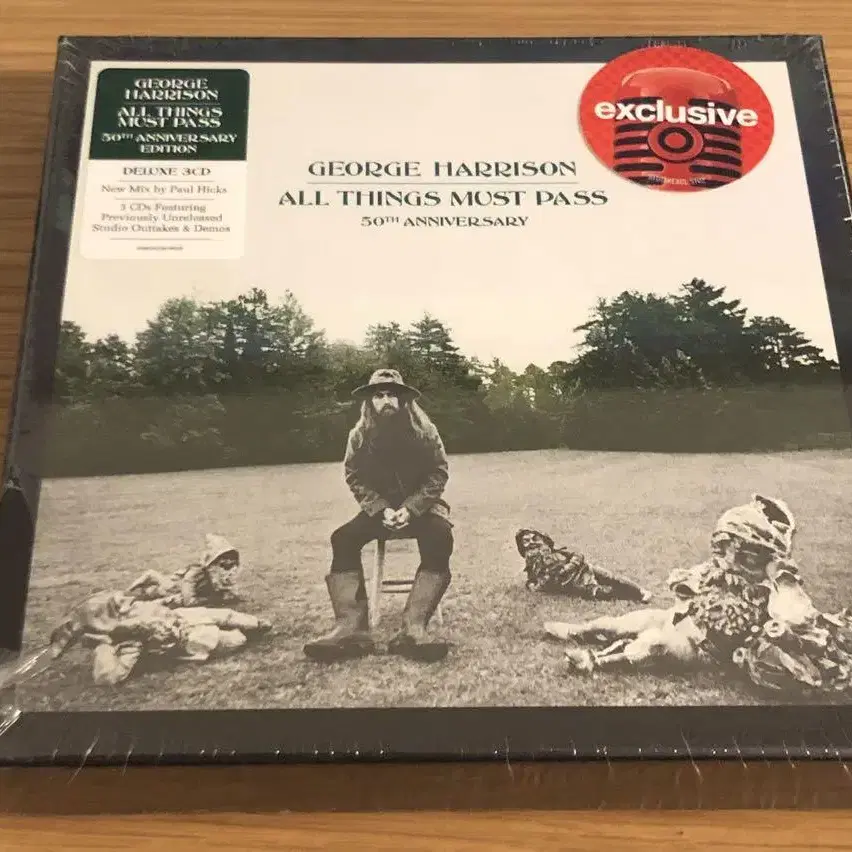 GEORGE
HARRISON
ALL THINGS
MUST PASS
50TH ANNIVERSARY
EDITION
DELUXE 3CD
New Mix by Paul Hicks
3 CDs Featuring
Previously Unreleased
Studio Outtakes & Demos
exclusive
GEORGE HARRISON
ALL THINGS MUST PASS
50TH ANNIVERSARY